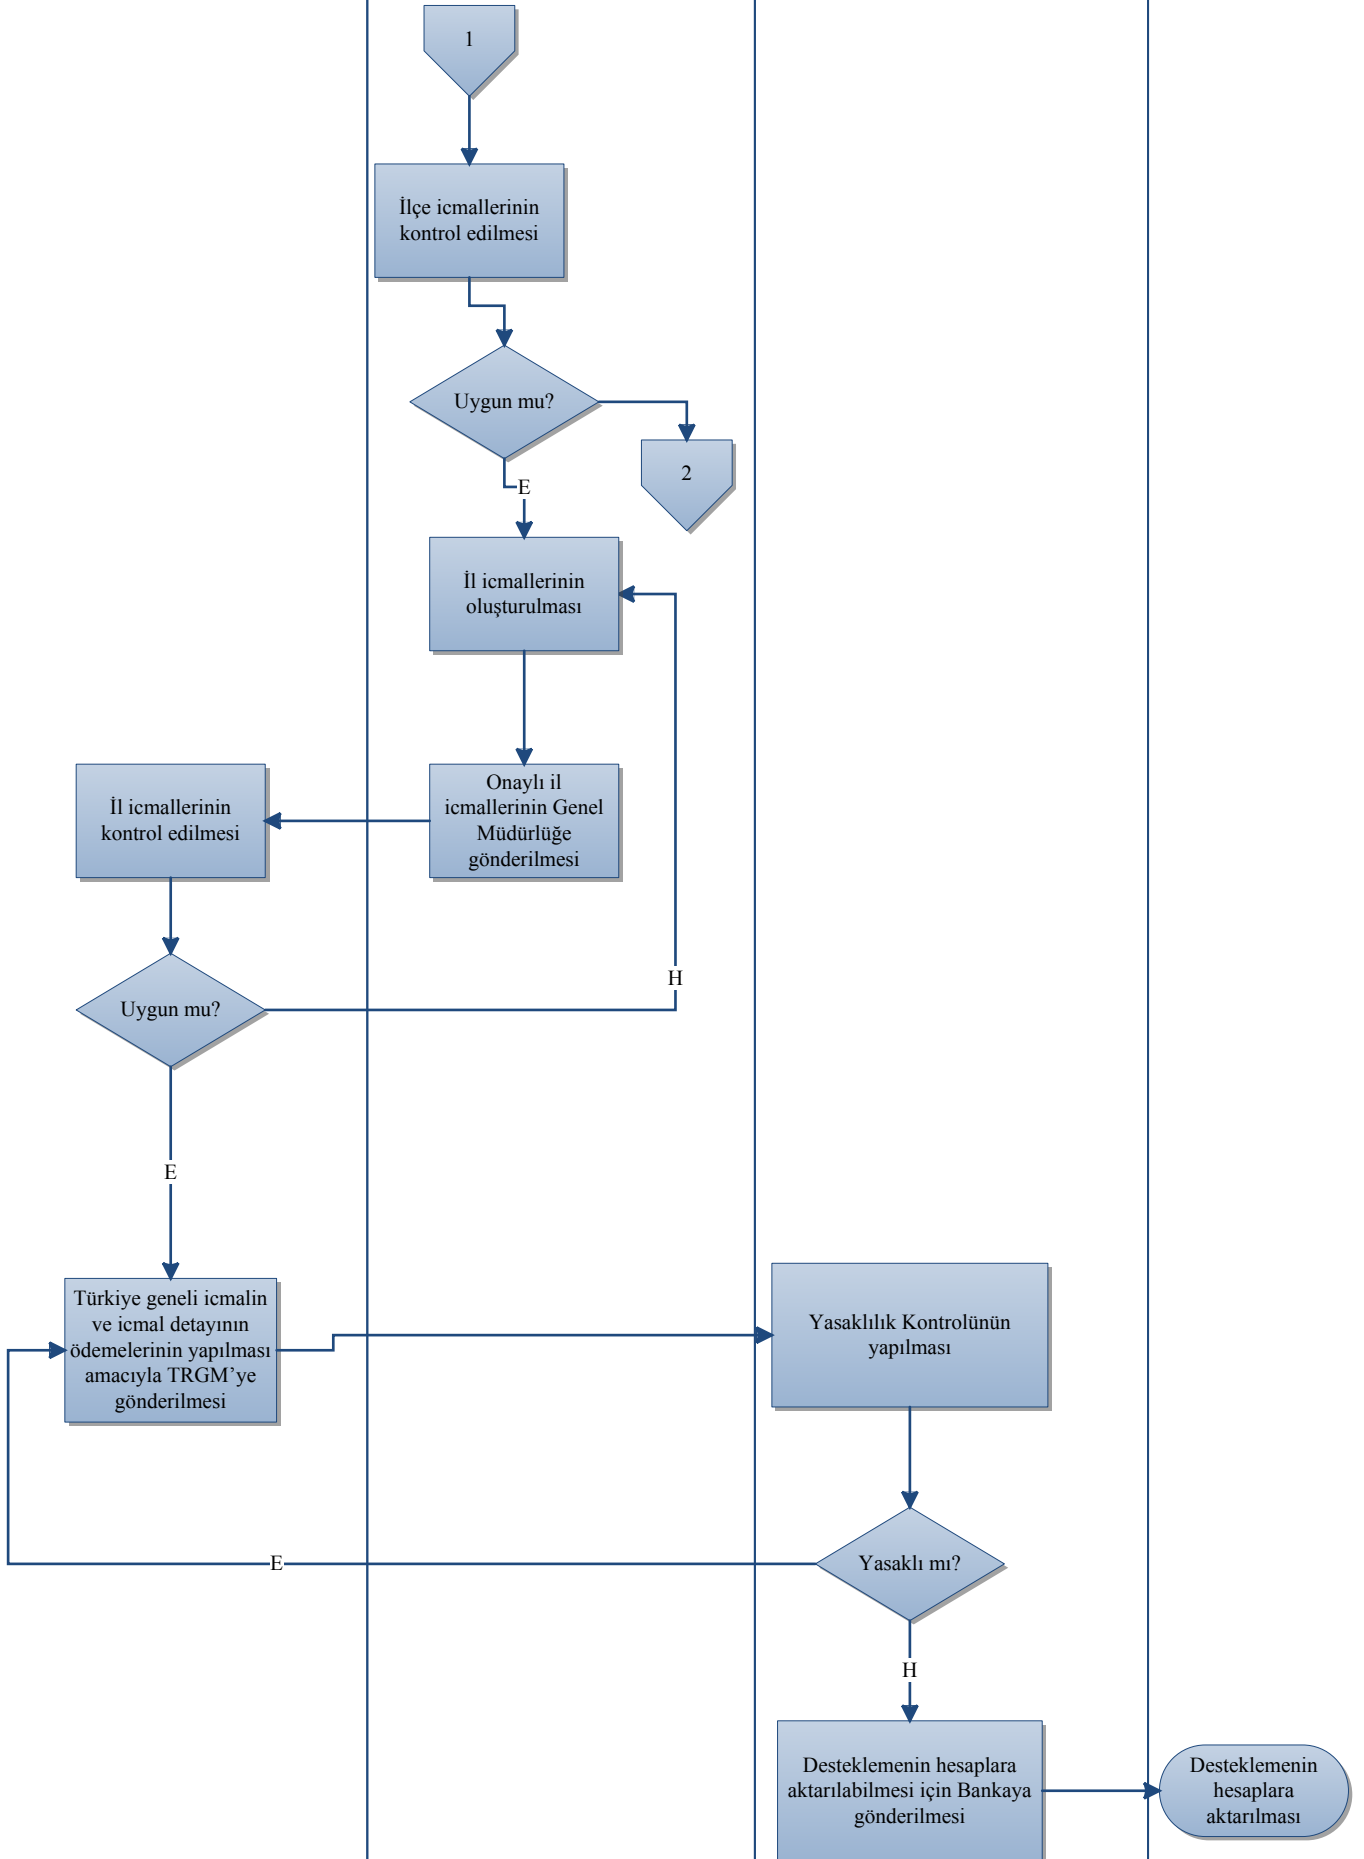 1
İlçe icmallerinin
kontrol edilmesi
Uygun mu?
2
E
İl icmallerinin
oluşturulması
Onaylı il
icmallerinin Genel
Müdürlüğe
gönderilmesi
İl icmallerinin
kontrol edilmesi
H
Uygun mu?
E
Türkiye geneli icmalin
ve icmal detayının
ödemelerinin yapılması
amacıyla TRGM’ye
gönderilmesi
Yasaklılık Kontrolünün
yapılması
Yasaklı mı?
E
H
Desteklemenin hesaplara
aktarılabilmesi için Bankaya
gönderilmesi
Desteklemenin
hesaplara
aktarılması